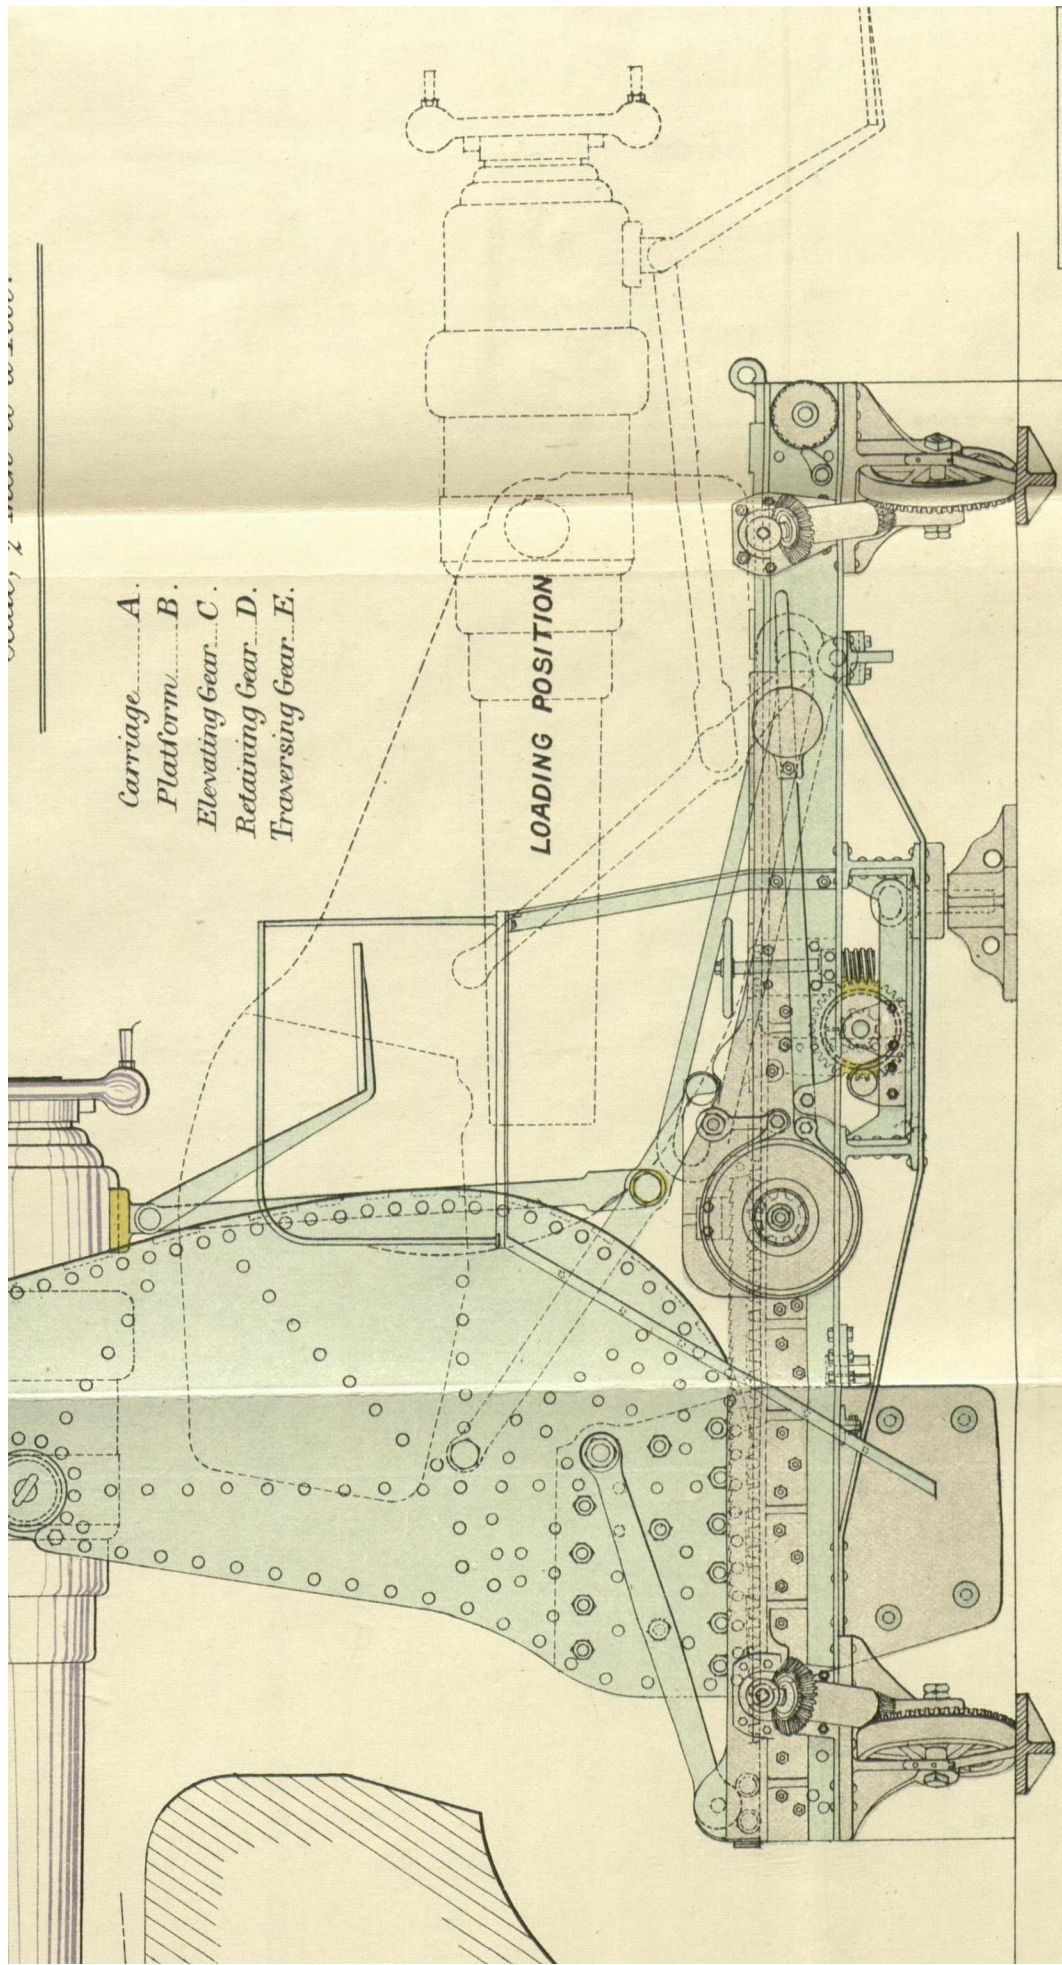 Carriage......A.
Platform......B.
Elevating Gear...C.
Retaining Gear...D.
Traversing Gear...E.
LOADING POSITION